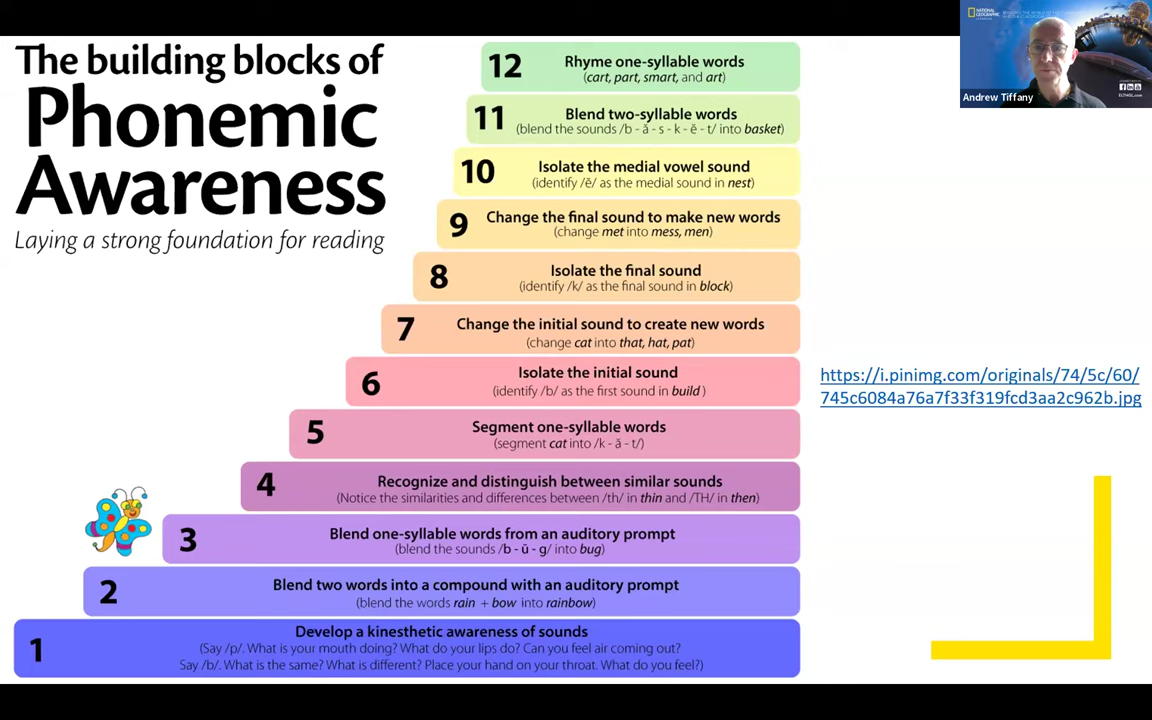 The building blocks of
Phonemic
Awareness
Laying a strong foundation for reading
12
Rhyme one-syllable words
(cart, part, smart, and art)
11
Blend two-syllable words
(blend the sounds /b - ă - s - k - ĕ - t/ into basket)
10
Isolate the medial vowel sound
(identify /ĕ/ as the medial sound in nest)
9
Change the final sound to make new words
(change met into mess, men)
8
Isolate the final sound
(identify /k/ as the final sound in block)
7
Change the initial sound to create new words
(change cat into that, hat, pat)
6
Isolate the initial sound
(identify /b/ as the first sound in build )
5
Segment one-syllable words
(segment cat into /k - ă - t/)
4
Recognize and distinguish between similar sounds
(Notice the similarities and differences between /th/ in thin and /TH/ in then)
3
Blend one-syllable words from an auditory prompt
(blend the sounds /b - ŭ - g/ into bug)
2
Blend two words into a compound with an auditory prompt
(blend the words rain + bow into rainbow)
1
Develop a kinesthetic awareness of sounds
(Say /p/. What is your mouth doing? What do your lips do? Can you feel air coming out?
Say /b/. What is the same? What is different? Place your hand on your throat. What do you feel?)
https://i.pinimg.com/originals/74/5c/60/
745c6084a76a7f33f319fcd3aa2c962b.jpg
NATIONAL
GEOGRAPHIC
ELTNGL.com
Andrew Tiffany